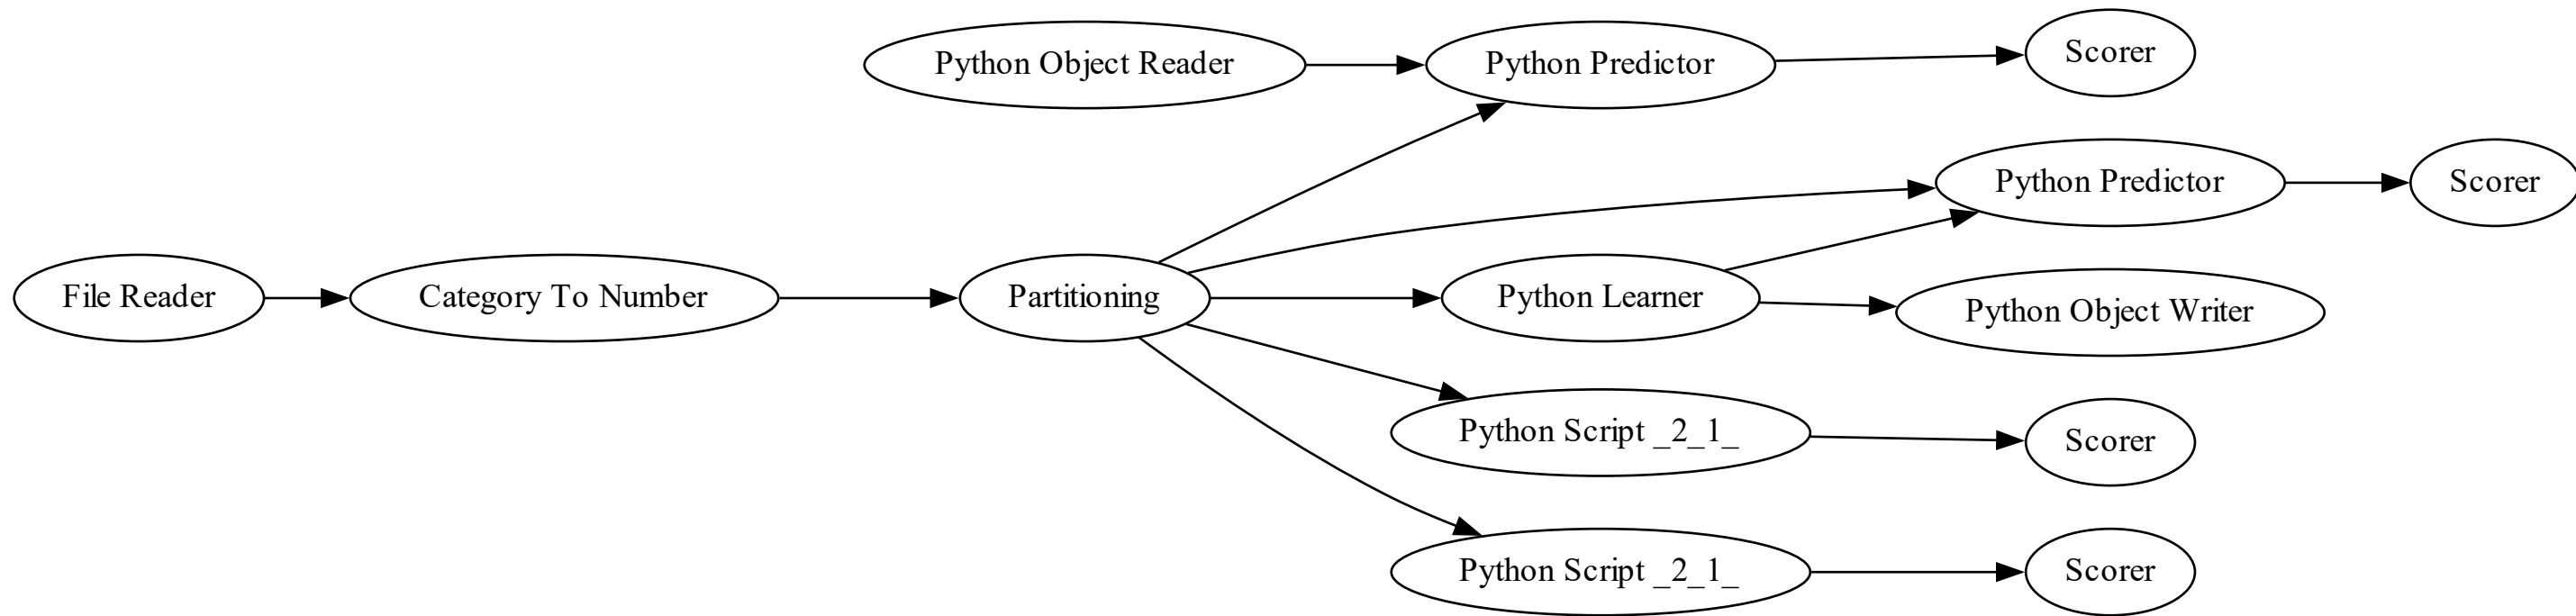 Python Object Reader
Python Predictor
Scorer
Python Predictor
Scorer
File Reader
Category To Number
Partitioning
Python Learner
Python Object Writer
Python Script _2_1_
Scorer
Python Script _2_1_
Scorer